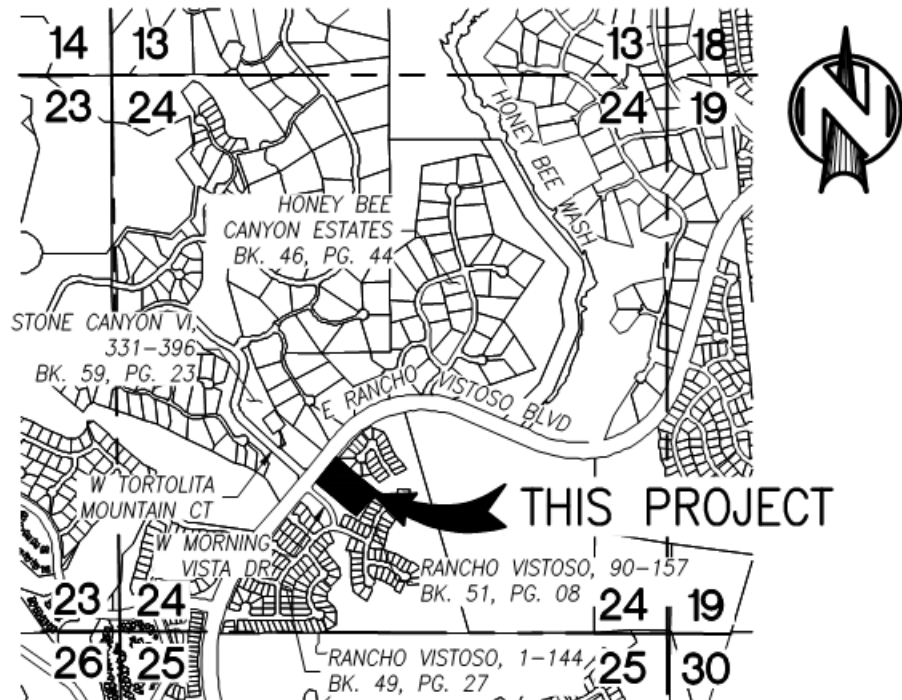 14 13
13 18
23 24
24 19
N
HONEY BEE WASH
HONEY BEE
CANYON ESTATES
BK. 46, PG. 44
STONE CANYON VI,
331-396
BK. 59, PG. 23
E RANCHO VISTOSO BLVD
W TORTOLITA
MOUNTAIN CT
THIS PROJECT
W MORNING
VISTA DR
RANCHO VISTOSO, 90-157
BK. 51, PG. 08
23 24
24 19
26 25
25 30
RANCHO VISTOSO, 1-144,
BK. 49, PG. 27